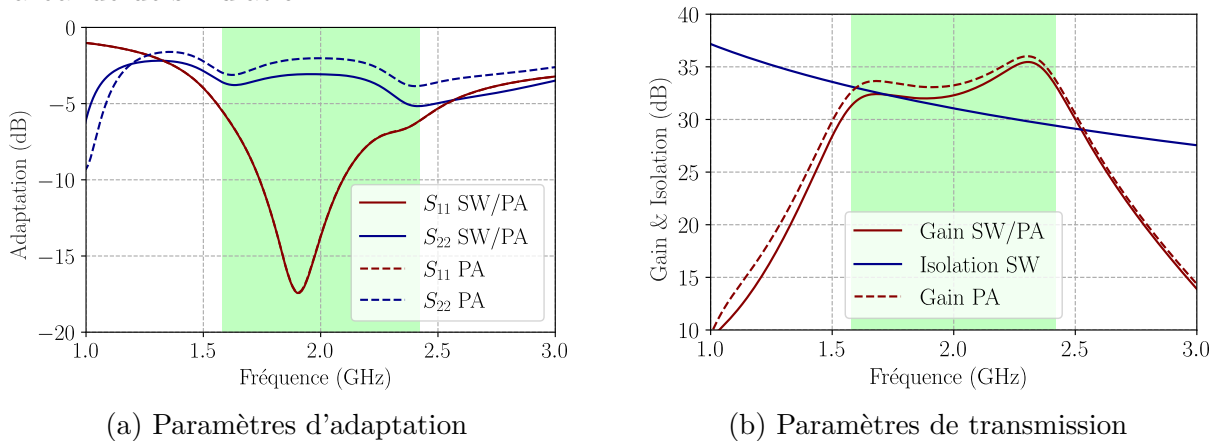 0
−5
−10
−15
−20
Adaptation (dB)
1.0 1.5 2.0 2.5 3.0
Fréquence (GHz)
S11 SW/PA
S22 SW/PA
S11 PA
S22 PA
(a) Paramètres d'adaptation
40
35
30
25
20
15
10
Gain & Isolation (dB)
1.0 1.5 2.0 2.5 3.0
Fréquence (GHz)
Gain SW/PA
Isolation SW
Gain PA
(b) Paramètres de transmission